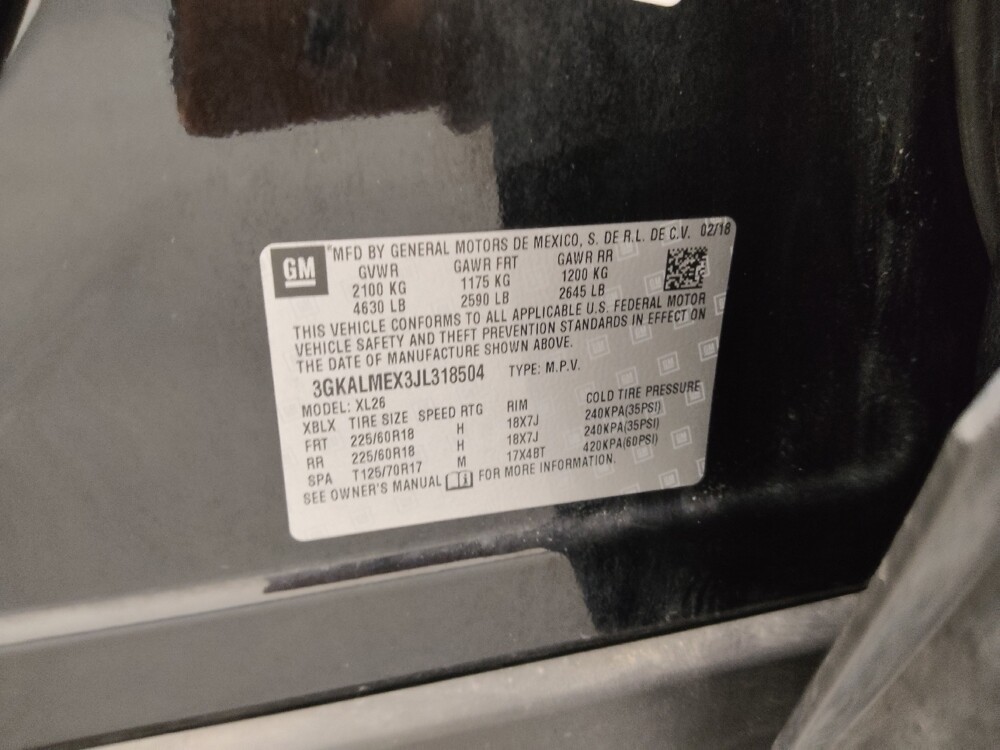 GM
*MFD BY GENERAL MOTORS DE MEXICO, S. DE R.L. DE C.V. 02/18
GVWR GAWR FRT GAWR RR
2100 KG 1175 KG 1200 KG
4630 LB 2590 LB 2645 LB
THIS VEHICLE CONFORMS TO ALL APPLICABLE U.S. FEDERAL MOTOR
VEHICLE SAFETY AND THEFT PREVENTION STANDARDS IN EFFECT ON
THE DATE OF MANUFACTURE SHOWN ABOVE.
3GKALMEX3JL318504 TYPE: M.P.V.
MODEL: XL26
XBLX TIRE SIZE SPEED RTG RIM COLD TIRE PRESSURE
FRT 225/60R18 H 18X7J 240KPA(35PSI)
RR 225/60R18 H 18X7J 240KPA(35PSI)
SPA T125/70R17 M 17X4BT 420KPA(60PSI)
SEE OWNER'S MANUAL i FOR MORE INFORMATION.